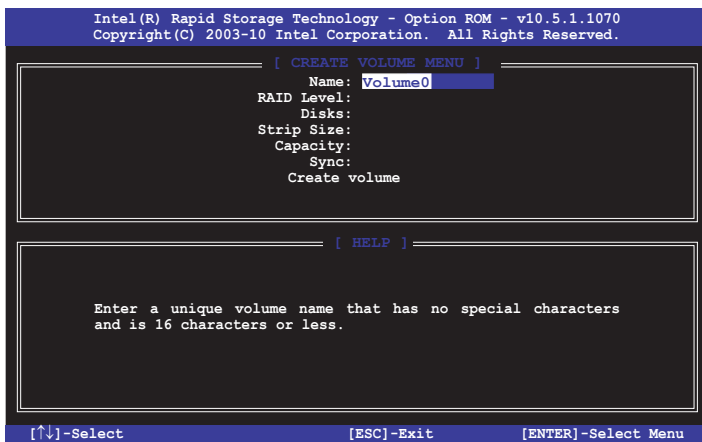 Intel(R) Rapid Storage Technology - Option ROM - v10.5.1.1070
Copyright(C) 2003-10 Intel Corporation. All Rights Reserved.
[ CREATE VOLUME MENU ]
Name: Volume0
RAID Level:
Disks:
Strip Size:
Capacity:
Sync:
Create volume
[ HELP ]
Enter a unique volume name that has no special characters
and is 16 characters or less.
[↑↓]-Select [ESC]-Exit [ENTER]-Select Menu